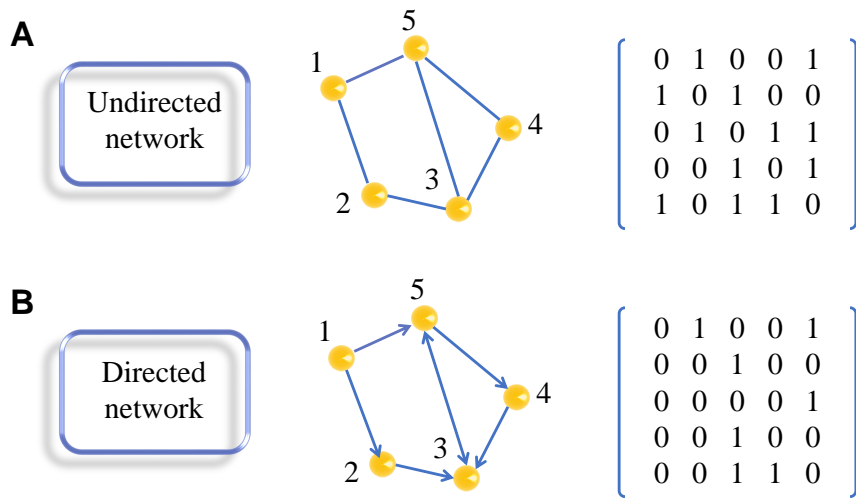 A
Undirected
network
1
5
4
3
2
0 1 0 0 1
1 0 1 0 0
0 1 0 1 1
0 0 1 0 1
1 0 1 1 0
B
Directed
network
1
5
4
3
2
0 1 0 0 1
0 0 1 0 0
0 0 0 0 1
0 0 1 0 0
0 0 1 1 0